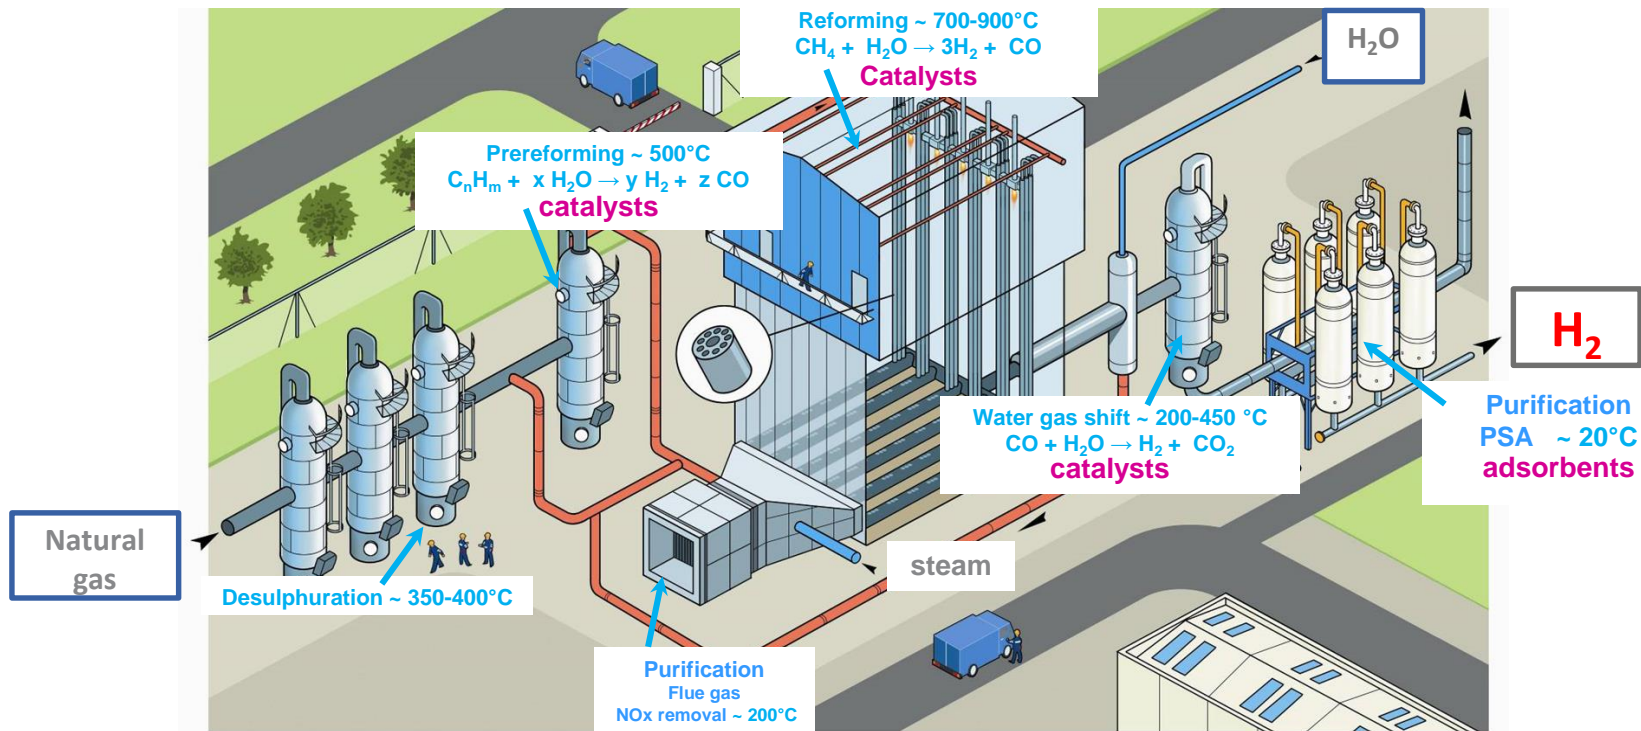 Reforming ~ 700-900°C
CH₄ + H₂O → 3H₂ + CO
Catalysts
H₂O
Prereforming ~ 500°C
CₙHₘ + x H₂O → y H₂ + z CO
catalysts
H₂
Water gas shift ~ 200-450 °C
CO + H₂O → H₂ + CO₂
catalysts
Purification
PSA ~ 20°C
adsorbents
Natural
gas
steam
Desulphuration ~ 350-400°C
Purification
Flue gas
NOx removal ~ 200°C